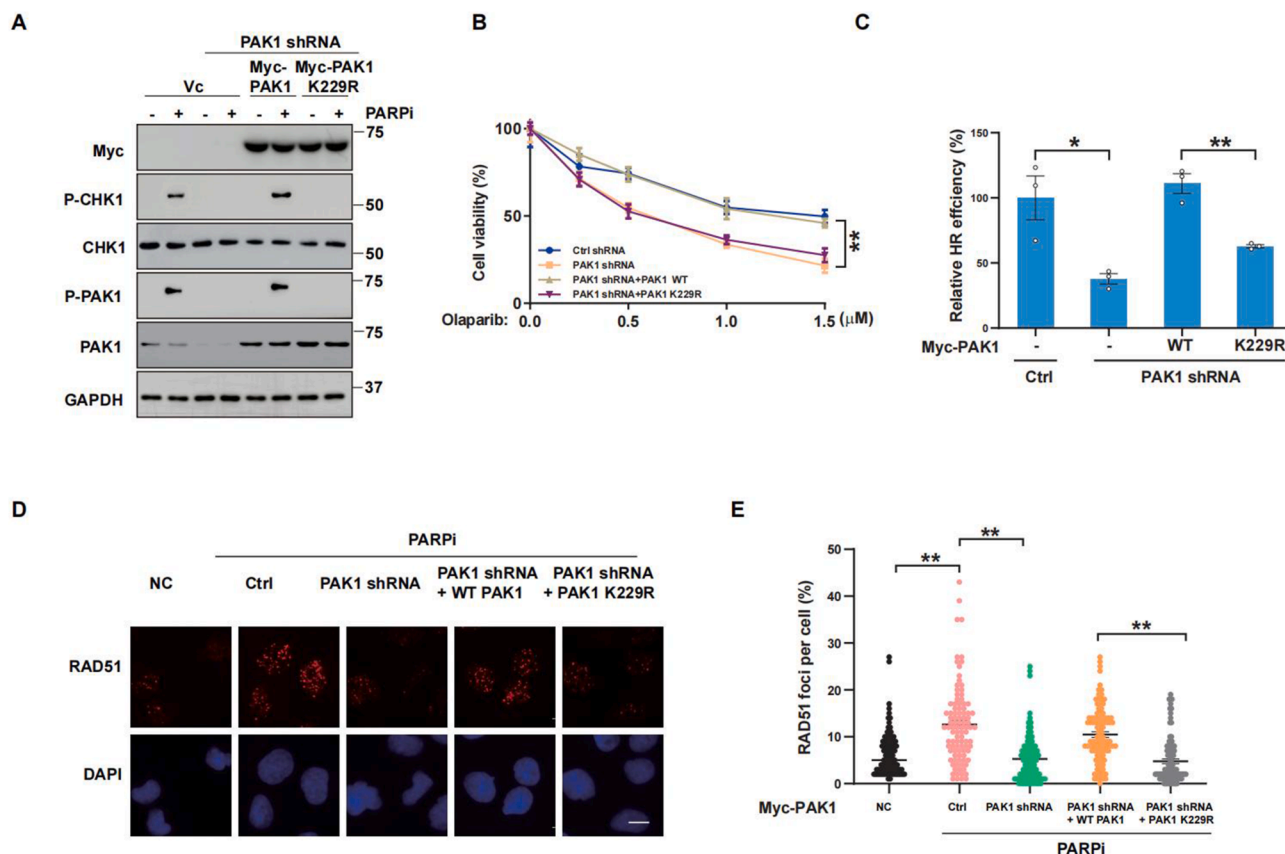 A
PAK1 shRNA
Myc- Myc-PAK1
Vc PAK1 K229R
- + - + - + - + PARPi
Myc 75
P-CHK1 50
CHK1 50
P-PAK1 75
PAK1 75
GAPDH 37
B
Cell viability (%)
100
50
0
Ctrl shRNA
PAK1 shRNA
PAK1 shRNA+PAK1 WT
PAK1 shRNA+PAK1 K229R
**
Olaparib: 0.0 0.5 1.0 1.5 (μM)
C
Relative HR effciency (%)
150
100
50
0
* **
Myc-PAK1 - - WT K229R
Ctrl PAK1 shRNA
D
PARPi
NC Ctrl PAK1 shRNA PAK1 shRNA PAK1 shRNA
+ WT PAK1 + PAK1 K229R
RAD51
DAPI
E
RAD51 foci per cell (%)
50
40
30
20
10
0
** ** **
Myc-PAK1 NC Ctrl PAK1 shRNA PAK1 shRNA PAK1 shRNA
+ WT PAK1 + PAK1 K229R
PARPi